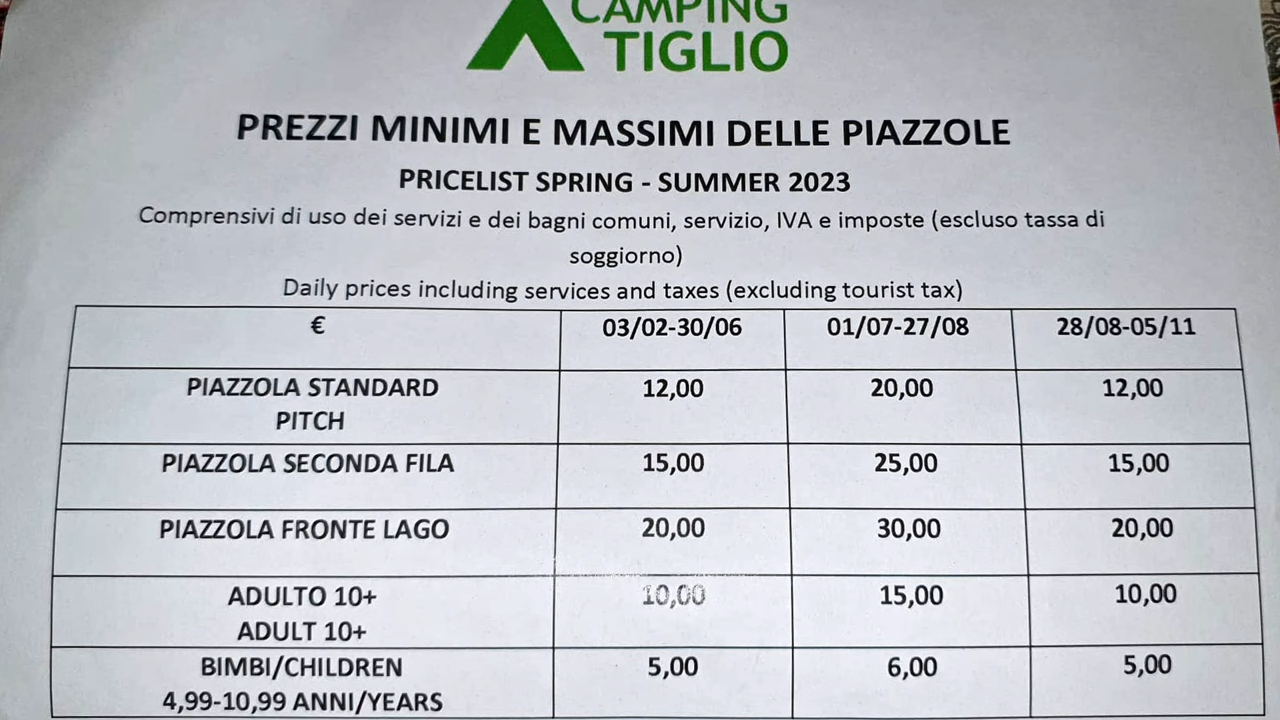 CAMPING
TIGLIO
PREZZI MINIMI E MASSIMI DELLE PIAZZOLE
PRICELIST SPRING - SUMMER 2023
Comprensivi di uso dei servizi e dei bagni comuni, servizio, IVA e imposte (escluso tassa di
soggiorno)
Daily prices including services and taxes (excluding tourist tax)
€ 03/02-30/06 01/07-27/08 28/08-05/11
PIAZZOLA STANDARD 12,00 20,00 12,00
PITCH
PIAZZOLA SECONDA FILA 15,00 25,00 15,00
PIAZZOLA FRONTE LAGO 20,00 30,00 20,00
ADULTO 10+ 10,00 15,00 10,00
ADULT 10+
BIMBI/CHILDREN 5,00 6,00 5,00
4,99-10,99 ANNI/YEARS